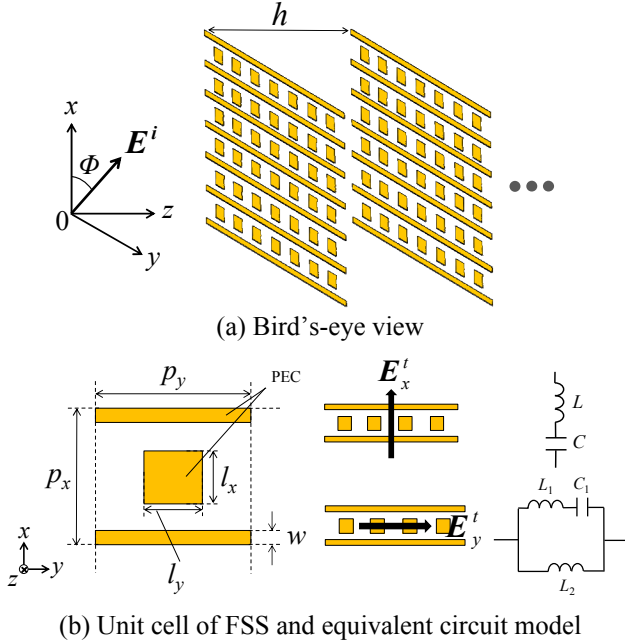 h
x
E^i
Φ
0
z
y
(a) Bird's-eye view
p_y
PEC
E^t_x
L
C
p_x
l_x
L_1
C_1
w
E^t_y
L_2
x
z
y
l_y
(b) Unit cell of FSS and equivalent circuit model